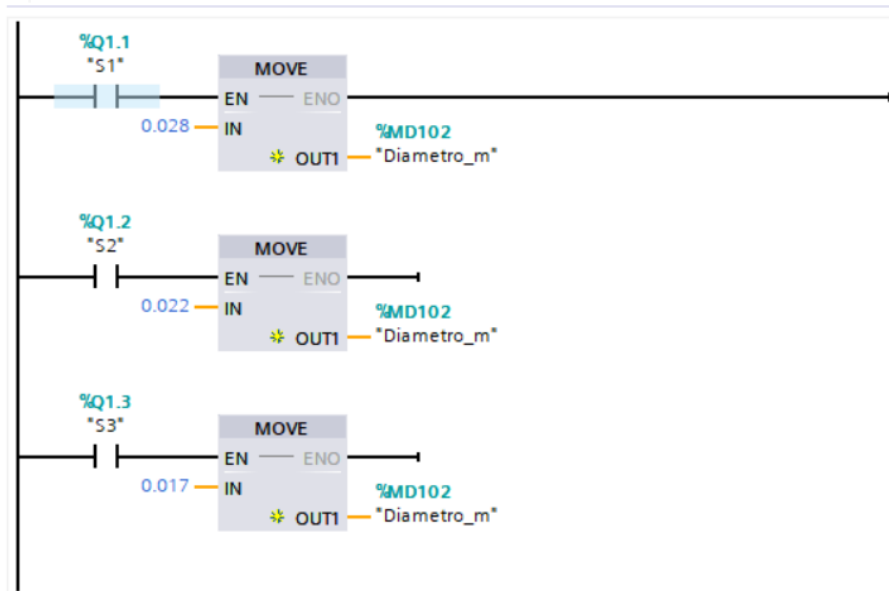 %Q1.1
"S1"
MOVE
EN ENO
0.028 IN
%MD102
OUT1 "Diametro_m"
%Q1.2
"S2"
MOVE
EN ENO
0.022 IN
%MD102
OUT1 "Diametro_m"
%Q1.3
"S3"
MOVE
EN ENO
0.017 IN
%MD102
OUT1 "Diametro_m"